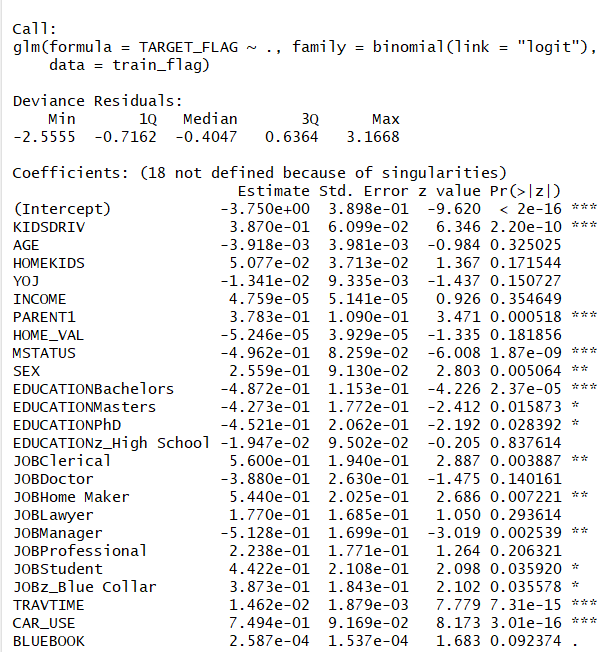 Call:
glm(formula = TARGET_FLAG ~ ., family = binomial(link = "logit"),
    data = train_flag)

Deviance Residuals:
    Min      1Q  Median      3Q     Max
-2.5555 -0.7162 -0.4047  0.6364  3.1668

Coefficients: (18 not defined because of singularities)
                         Estimate Std. Error z value Pr(>|z|)
(Intercept)            -3.750e+00  3.898e-01  -9.620  < 2e-16 ***
KIDSDRIV                3.870e-01  6.099e-02   6.346 2.20e-10 ***
AGE                    -3.918e-03  3.981e-03  -0.984 0.325025
HOMEKIDS                5.077e-02  3.713e-02   1.367 0.171544
YOJ                    -1.341e-02  9.335e-03  -1.437 0.150727
INCOME                  4.759e-05  5.141e-05   0.926 0.354649
PARENT1                 3.783e-01  1.090e-01   3.471 0.000518 ***
HOME_VAL               -5.246e-05  3.929e-05  -1.335 0.181856
MSTATUS                -4.962e-01  8.259e-02  -6.008 1.87e-09 ***
SEX                     2.559e-01  9.130e-02   2.803 0.005064 **
EDUCATIONBachelors     -4.872e-01  1.153e-01  -4.226 2.37e-05 ***
EDUCATIONMasters       -4.273e-01  1.772e-01  -2.412 0.015873 *
EDUCATIONPhD           -4.521e-01  2.062e-01  -2.192 0.028392 *
EDUCATIONz_High School -1.947e-02  9.502e-02  -0.205 0.837614
JOBClerical             5.600e-01  1.940e-01   2.887 0.003887 **
JOBDoctor              -3.880e-01  2.630e-01  -1.475 0.140161
JOBHome Maker           5.440e-01  2.025e-01   2.686 0.007221 **
JOBLawyer               1.770e-01  1.685e-01   1.050 0.293614
JOBManager             -5.128e-01  1.699e-01  -3.019 0.002539 **
JOBProfessional         2.238e-01  1.771e-01   1.264 0.206321
JOBStudent              4.422e-01  2.108e-01   2.098 0.035920 *
JOBz_Blue Collar        3.873e-01  1.843e-01   2.102 0.035578 *
TRAVTIME                1.462e-02  1.879e-03   7.779 7.31e-15 ***
CAR_USE                 7.494e-01  9.169e-02   8.173 3.01e-16 ***
BLUEBOOK                2.587e-04  1.537e-04   1.683 0.092374 .